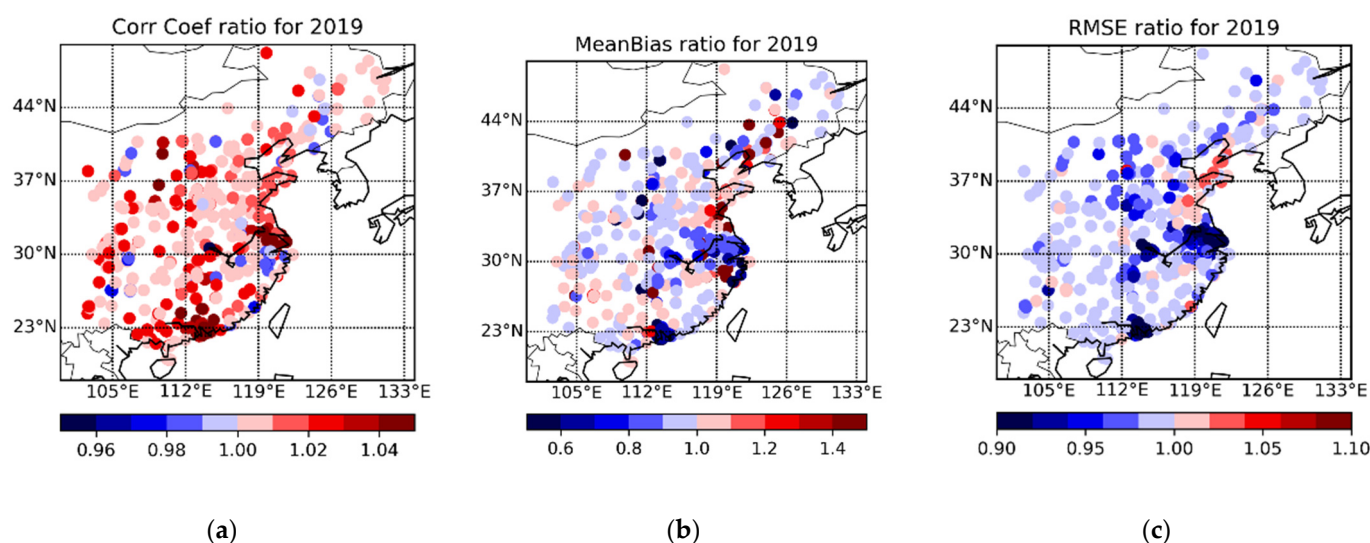 Corr Coef ratio for 2019
44°N
37°N
30°N
23°N
105°E 112°E 119°E 126°E 133°E
0.96 0.98 1.00 1.02 1.04
(a)
MeanBias ratio for 2019
44°N
37°N
30°N
23°N
105°E 112°E 119°E 126°E 133°E
0.6 0.8 1.0 1.2 1.4
(b)
RMSE ratio for 2019
44°N
37°N
30°N
23°N
105°E 112°E 119°E 126°E 133°E
0.90 0.95 1.00 1.05 1.10
(c)